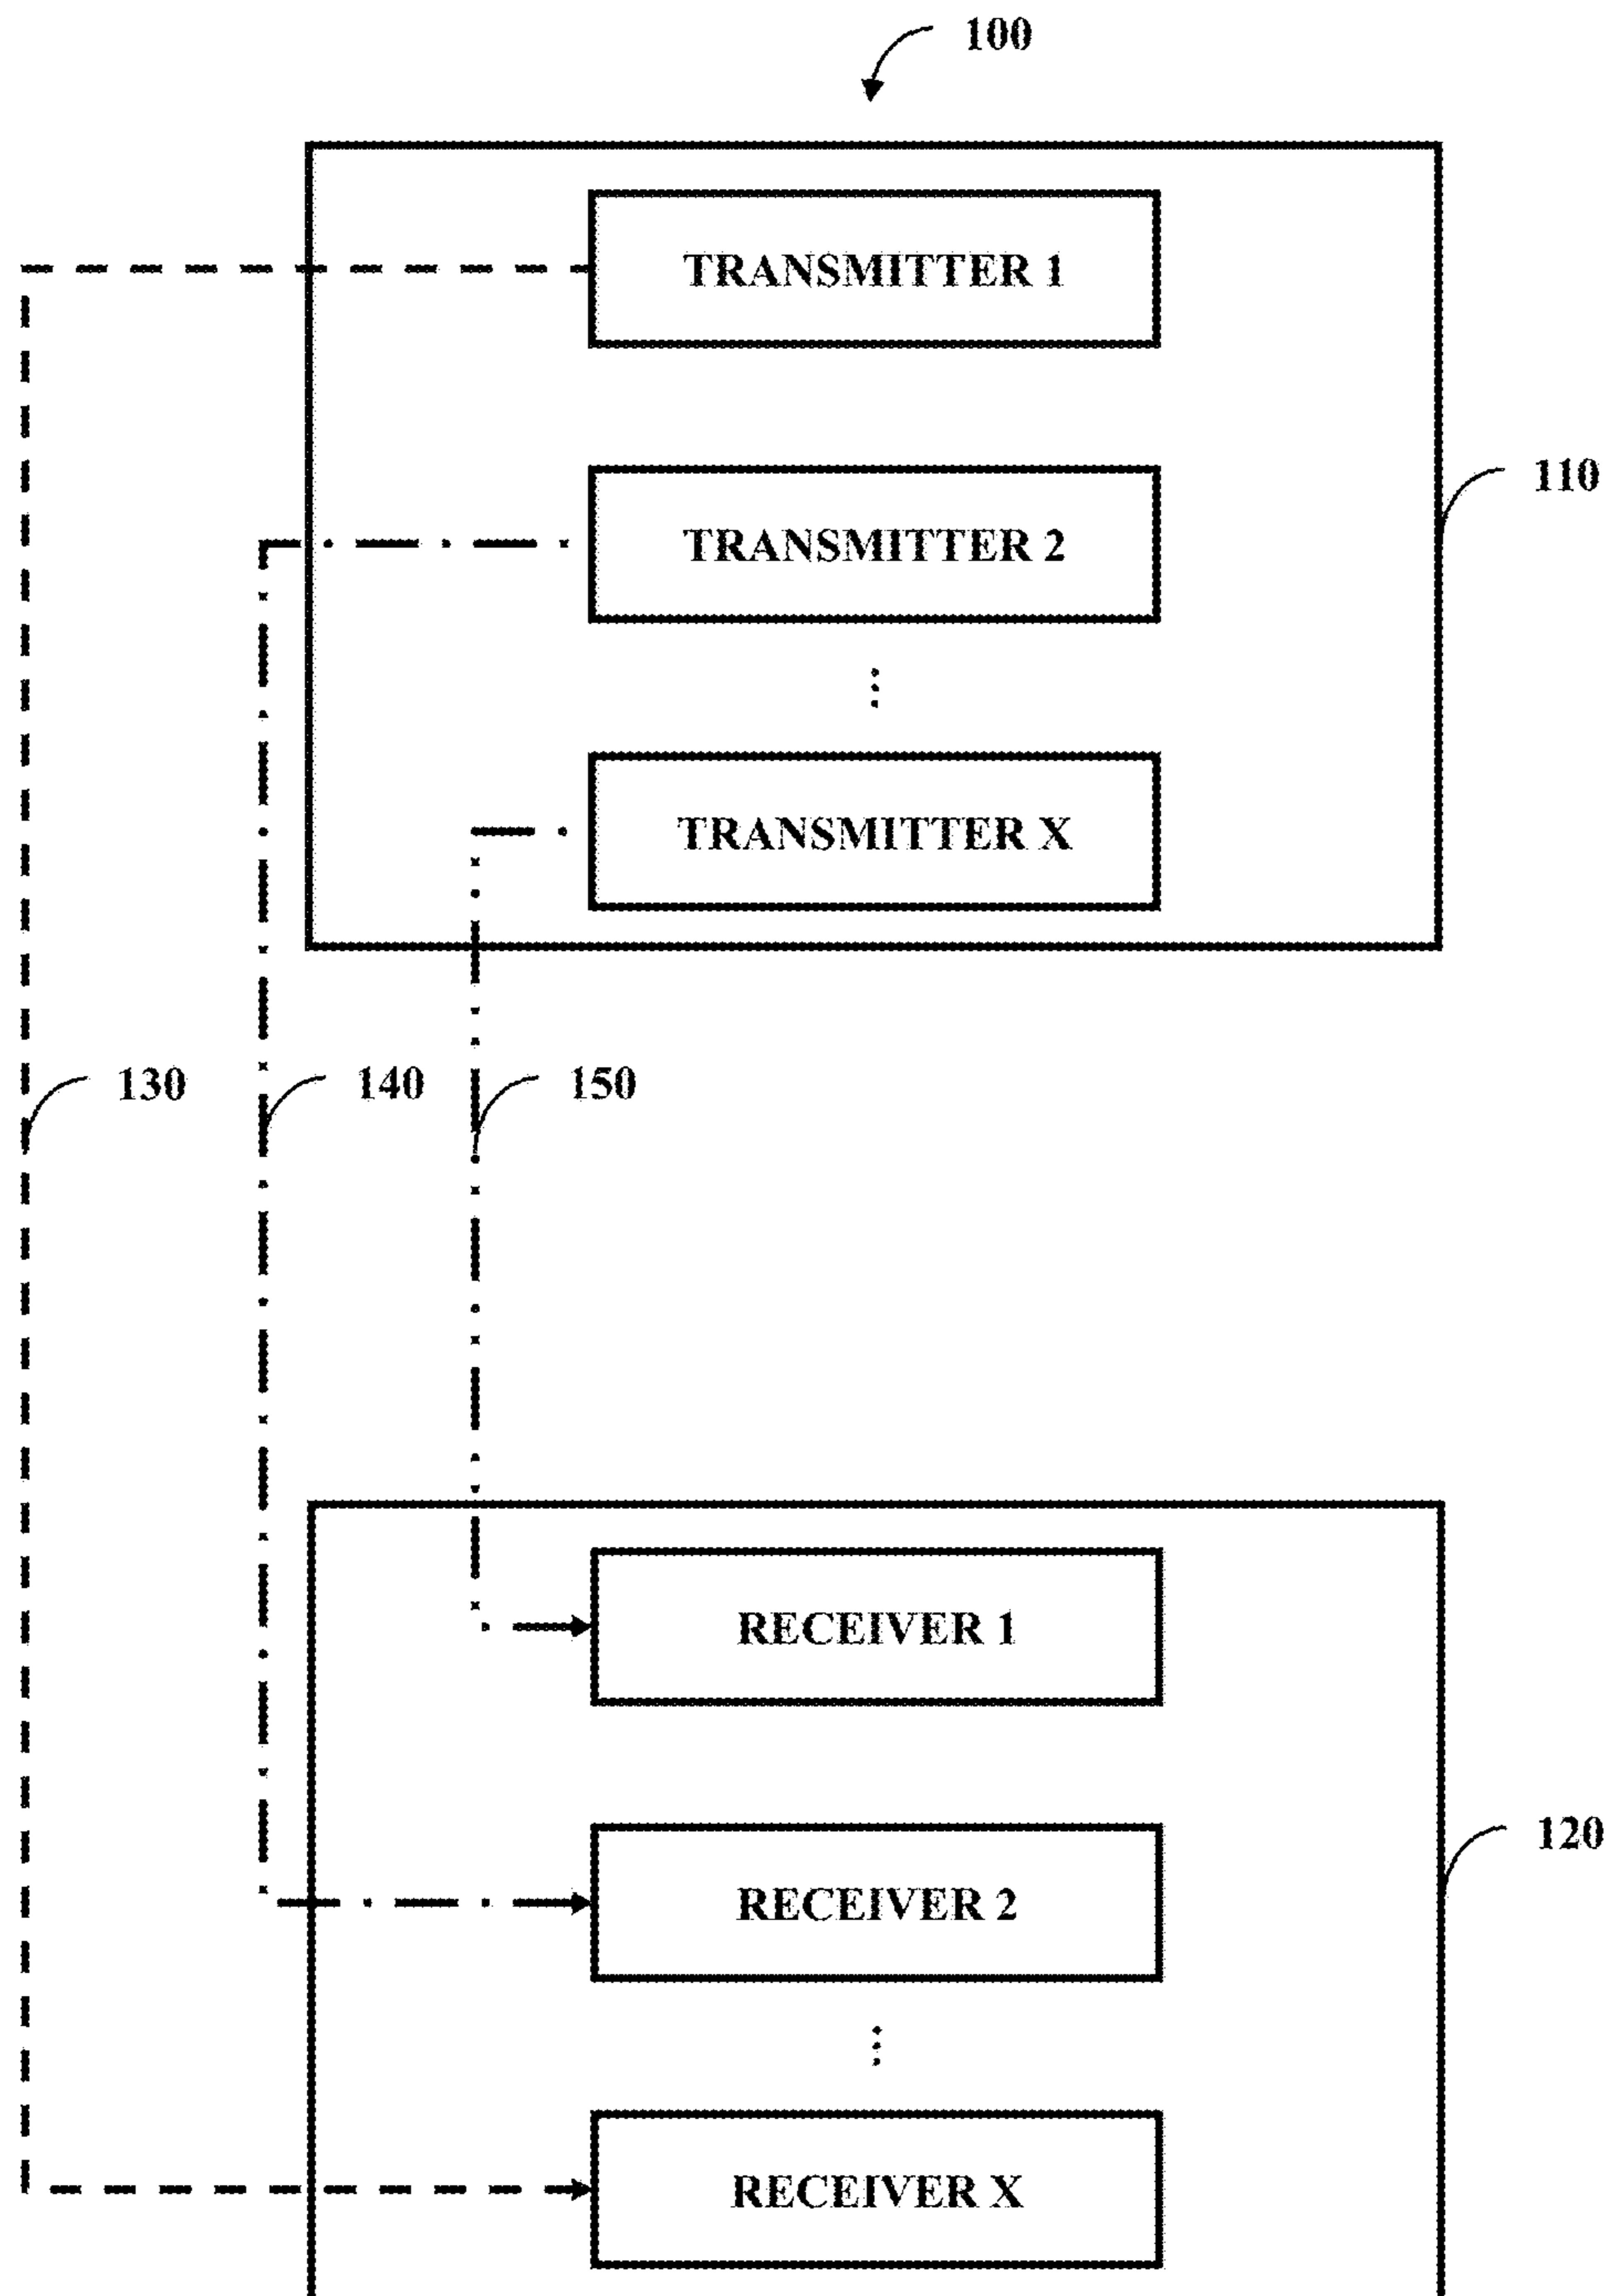 100
TRANSMITTER 1
110
TRANSMITTER 2
⋮
TRANSMITTER X
130
140
150
RECEIVER 1
120
RECEIVER 2
⋮
RECEIVER X